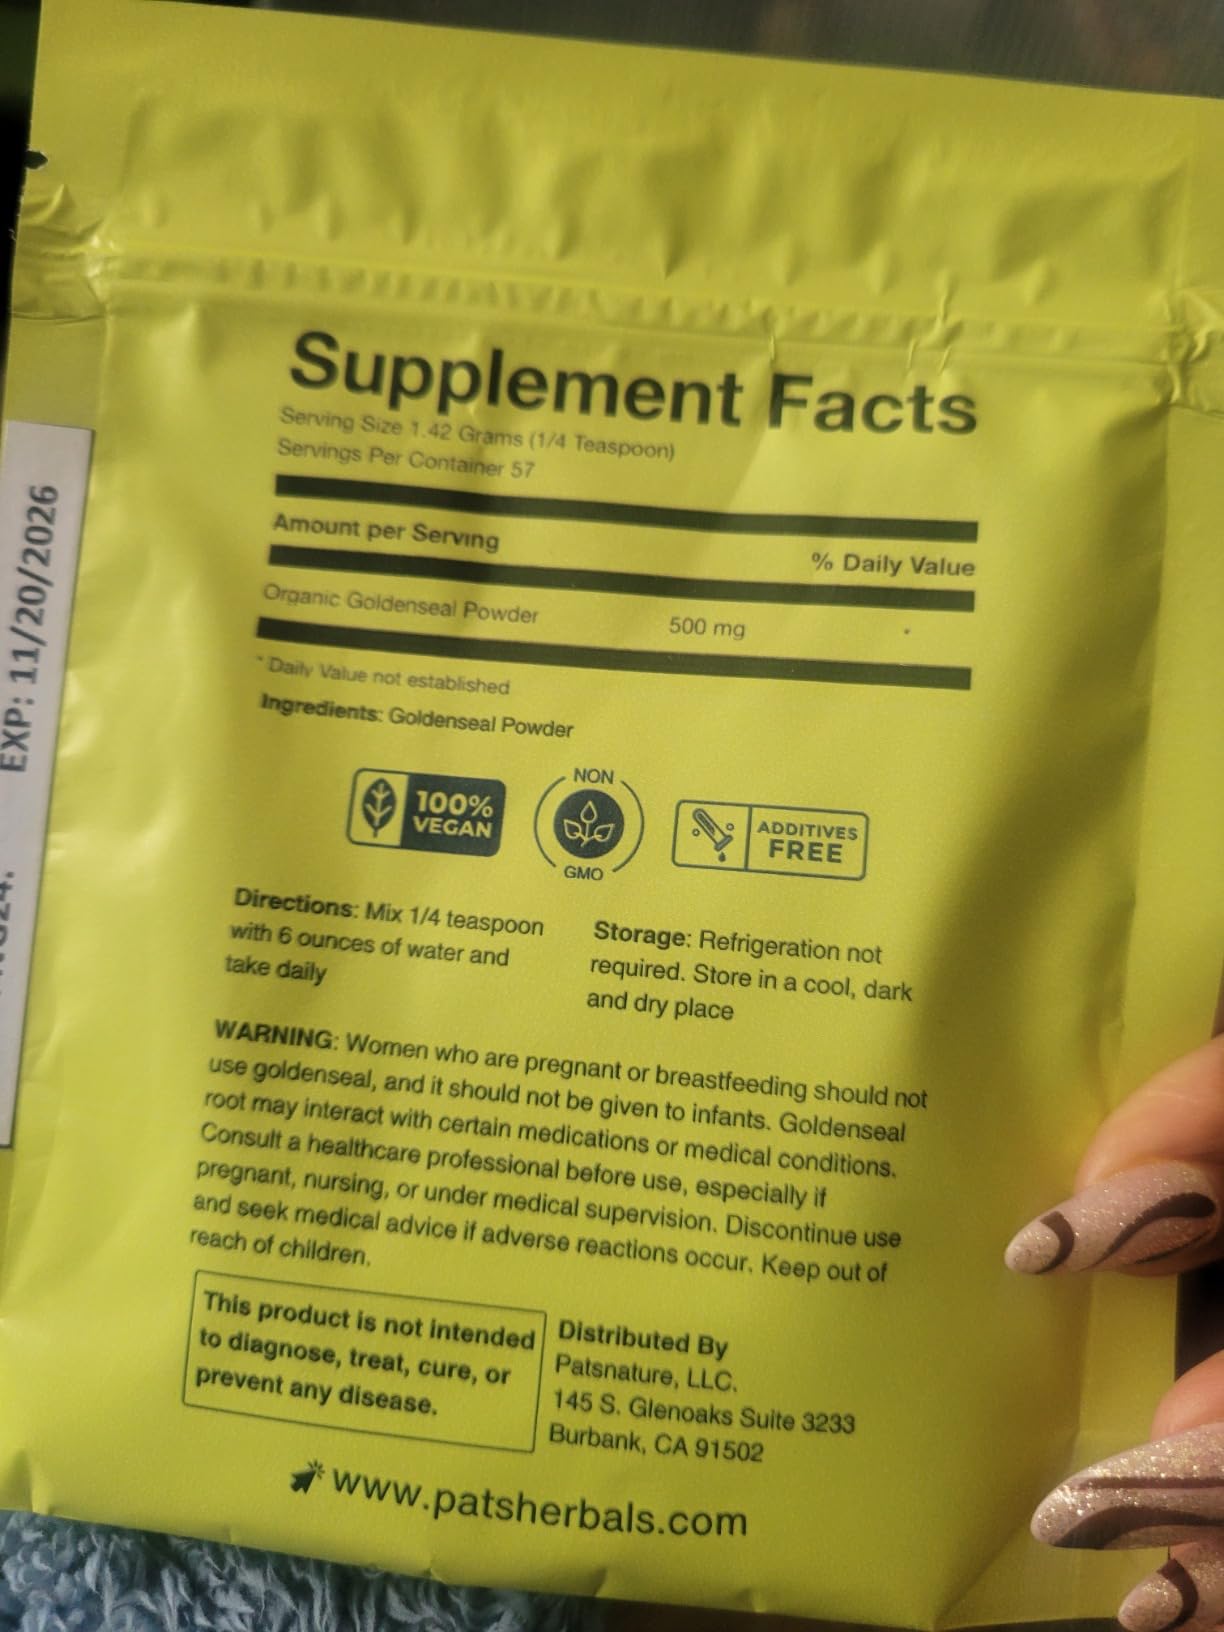 Supplement Facts
Serving Size 1.42 Grams (1/4 Teaspoon)
Servings Per Container 57
Amount per Serving
% Daily Value
Organic Goldenseal Powder 500 mg *
* Daily Value not established
Ingredients: Goldenseal Powder
100%
VEGAN
NON
GMO
ADDITIVES
FREE
Directions: Mix 1/4 teaspoon
with 6 ounces of water and
take daily
Storage: Refrigeration not
required. Store in a cool, dark
and dry place
WARNING: Women who are pregnant or breastfeeding should not
use goldenseal, and it should not be given to infants. Goldenseal
root may interact with certain medications or medical conditions.
Consult a healthcare professional before use, especially if
pregnant, nursing, or under medical supervision. Discontinue use
and seek medical advice if adverse reactions occur. Keep out of
reach of children.
This product is not intended
to diagnose, treat, cure, or
prevent any disease.
Distributed By
Patsnature, LLC.
145 S. Glenoaks Suite 3233
Burbank, CA 91502
www.patsherbals.com
EXP: 11/20/2026